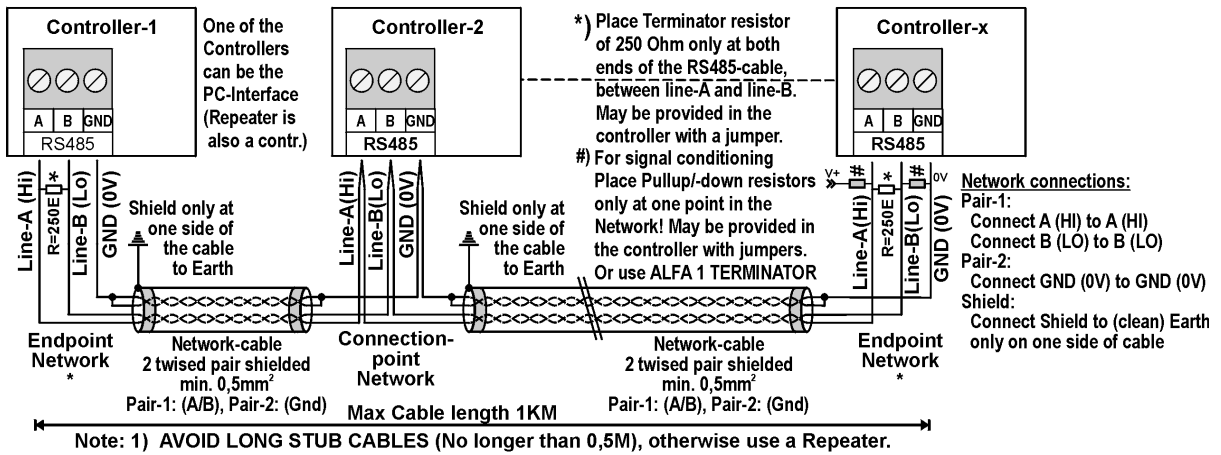 Controller-1
A B GND
RS485
One of the
Controllers
can be the
PC-Interface
(Repeater is
also a contr.)
Controller-2
A B GND
RS485
*) Place Terminator resistor
of 250 Ohm only at both
ends of the RS485-cable,
between line-A and line-B.
May be provided in the
controller with a jumper.
#) For signal conditioning
Place Pullup/-down resistors
only at one point in the
Network! May be provided in
the controller with jumpers.
Or use ALFA 1 TERMINATOR
Controller-x
A B GND
RS485
Line-A (Hi)
R=250E *
Line-B (Lo)
GND (0V)
Shield only at
one side of
the cable
to Earth
Line-A(Hi)
Line-B(Lo)
GND (0V)
Shield only at
one side of
the cable
to Earth
V+ # * # 0V
Line-A(Hi)
R=250E
Line-B(Lo)
GND (0V)
Network connections:
Pair-1:
Connect A (HI) to A (HI)
Connect B (LO) to B (LO)
Pair-2:
Connect GND (0V) to GND (0V)
Shield:
Connect Shield to (clean) Earth
only on one side of cable
Endpoint
Network
*
Network-cable
2 twised pair shielded
min. 0,5mm²
Pair-1: (A/B), Pair-2: (Gnd)
Connection-
point
Network
Network-cable
2 twised pair shielded
min. 0,5mm²
Pair-1: (A/B), Pair-2: (Gnd)
Endpoint
Network
*
Max Cable length 1KM
Note: 1) AVOID LONG STUB CABLES (No longer than 0,5M), otherwise use a Repeater.